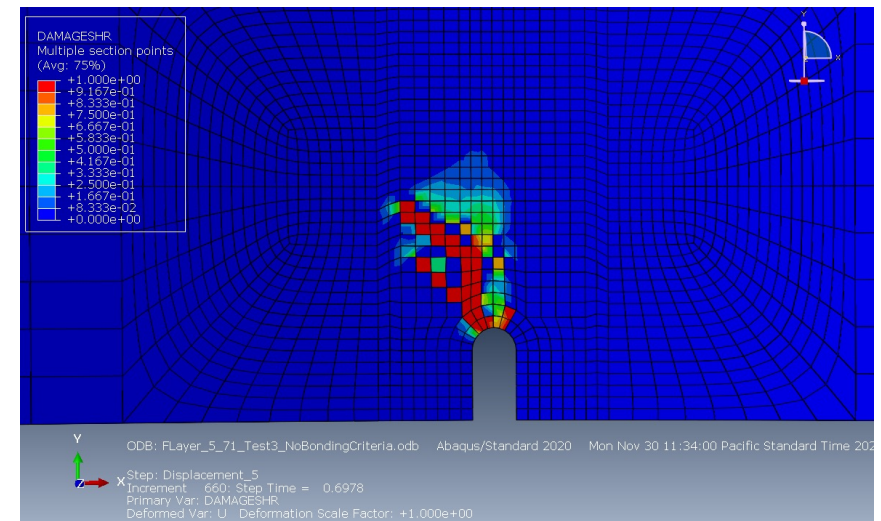 DAMAGESHR
Multiple section points
(Avg: 75%)
+1.000e+00
+9.167e-01
+8.333e-01
+7.500e-01
+6.667e-01
+5.833e-01
+5.000e-01
+4.167e-01
+3.333e-01
+2.500e-01
+1.667e-01
+8.333e-02
+0.000e+00
Y
X
Y
X
Z
ODB: FLayer_5_71_Test3_NoBondingCriteria.odb Abaqus/Standard 2020 Mon Nov 30 11:34:00 Pacific Standard Time 202
Step: Displacement_5
Increment 660: Step Time = 0.6978
Primary Var: DAMAGESHR
Deformed Var: U Deformation Scale Factor: +1.000e+00